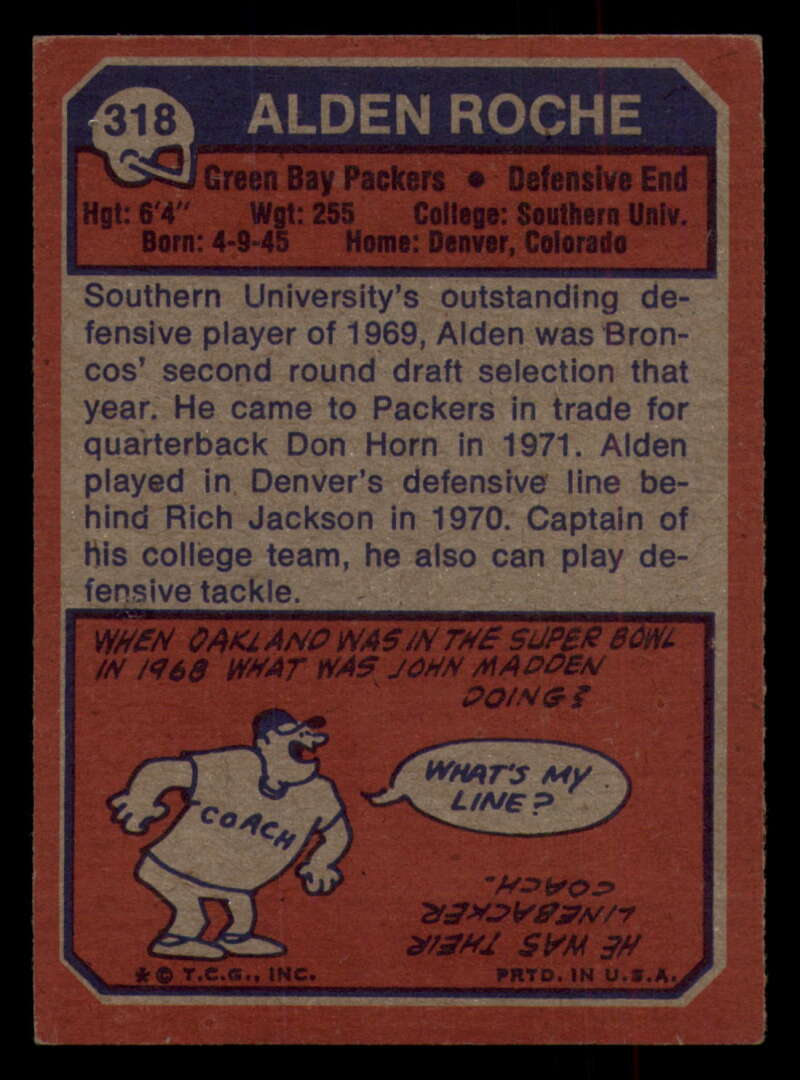 318
ALDEN ROCHE
Green Bay Packers • Defensive End
Hgt: 6'4" Wgt: 255 College: Southern Univ.
Born: 4-9-45 Home: Denver, Colorado
Southern University's outstanding de-
fensive player of 1969, Alden was Bron-
cos' second round draft selection that
year. He came to Packers in trade for
quarterback Don Horn in 1971. Alden
played in Denver's defensive line be-
hind Rich Jackson in 1970. Captain of
his college team, he also can play de-
fensive tackle.
WHEN OAKLAND WAS IN THE SUPER BOWL
IN 1968 WHAT WAS JOHN MADDEN
DOING?
WHAT'S MY
LINE?
COACH
HE WAS THEIR
LINEBACKER
COACH.
* © T.C.G., INC. PRTD. IN U.S.A.